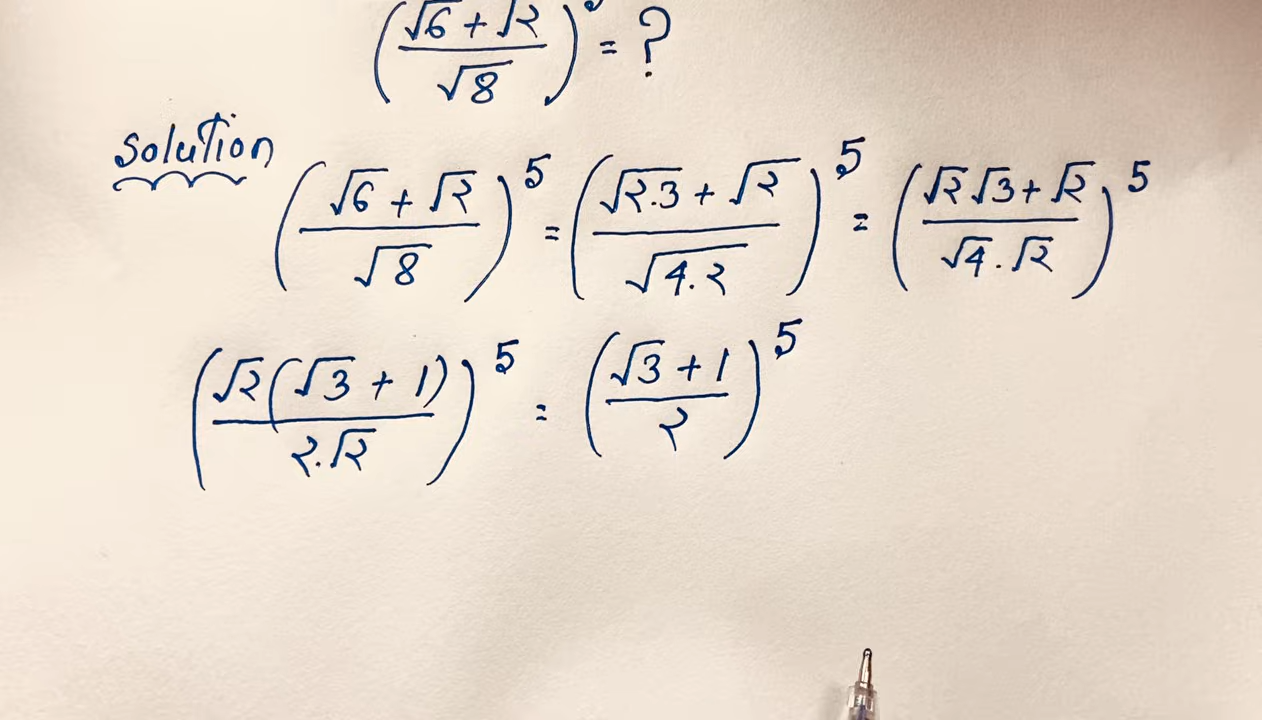 ((√6 + √2)/√8)⁵ = ?
Solution
((√6 + √2)/√8)⁵ = ((√2.3 + √2)/√4.2)⁵ = ((√2 √3 + √2)/(√4 . √2))⁵
((√2(√3 + 1))/(2.√2))⁵ = ((√3 + 1)/2)⁵